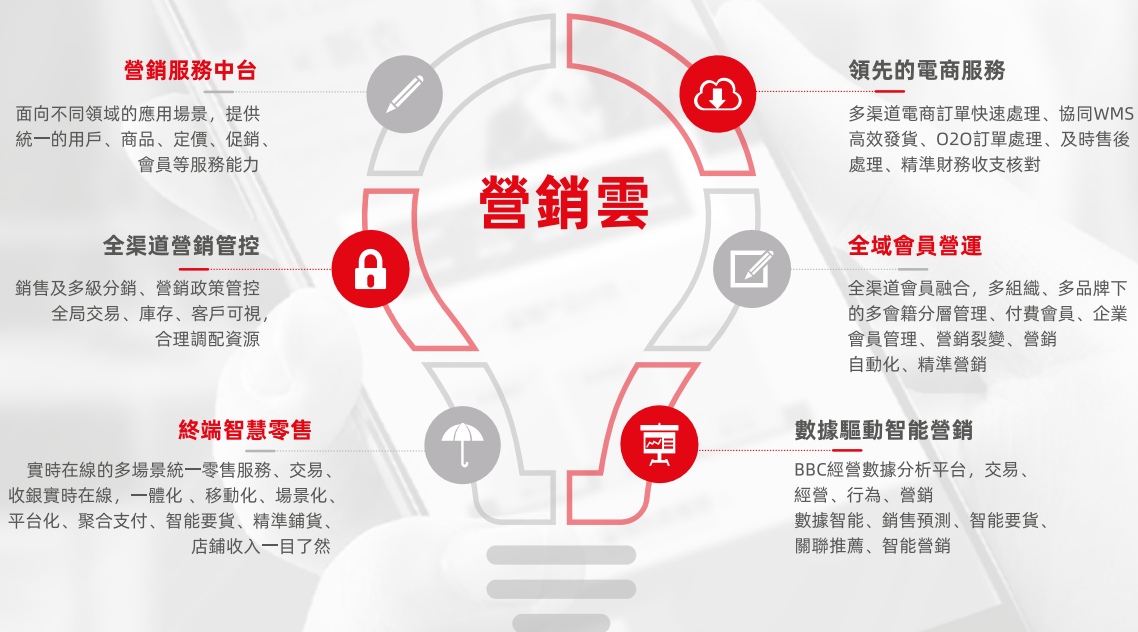 營銷雲
營銷服務中台
面向不同領域的應用場景，提供
統一的用戶、商品、定價、促銷、
會員等服務能力
全渠道營銷管控
銷售及多級分銷、營銷政策管控
全局交易、庫存、客戶可視，
合理調配資源
終端智慧零售
實時在線的多場景統一零售服務、交易、
收銀實時在線，一體化 、移動化、場景化、
平台化、聚合支付、智能要貨、精準鋪貨、
店鋪收入一目了然
領先的電商服務
多渠道電商訂單快速處理、協同WMS
高效發貨、O2O訂單處理、及時售後
處理、精準財務收支核對
全域會員營運
全渠道會員融合，多組織、多品牌下
的多會籍分層管理、付費會員、企業
會員管理、營銷裂變、營銷
自動化、精準營銷
數據驅動智能營銷
BBC經營數據分析平台，交易、
經營、行為、營銷
數據智能、銷售預測、智能要貨、
關聯推薦、智能營銷